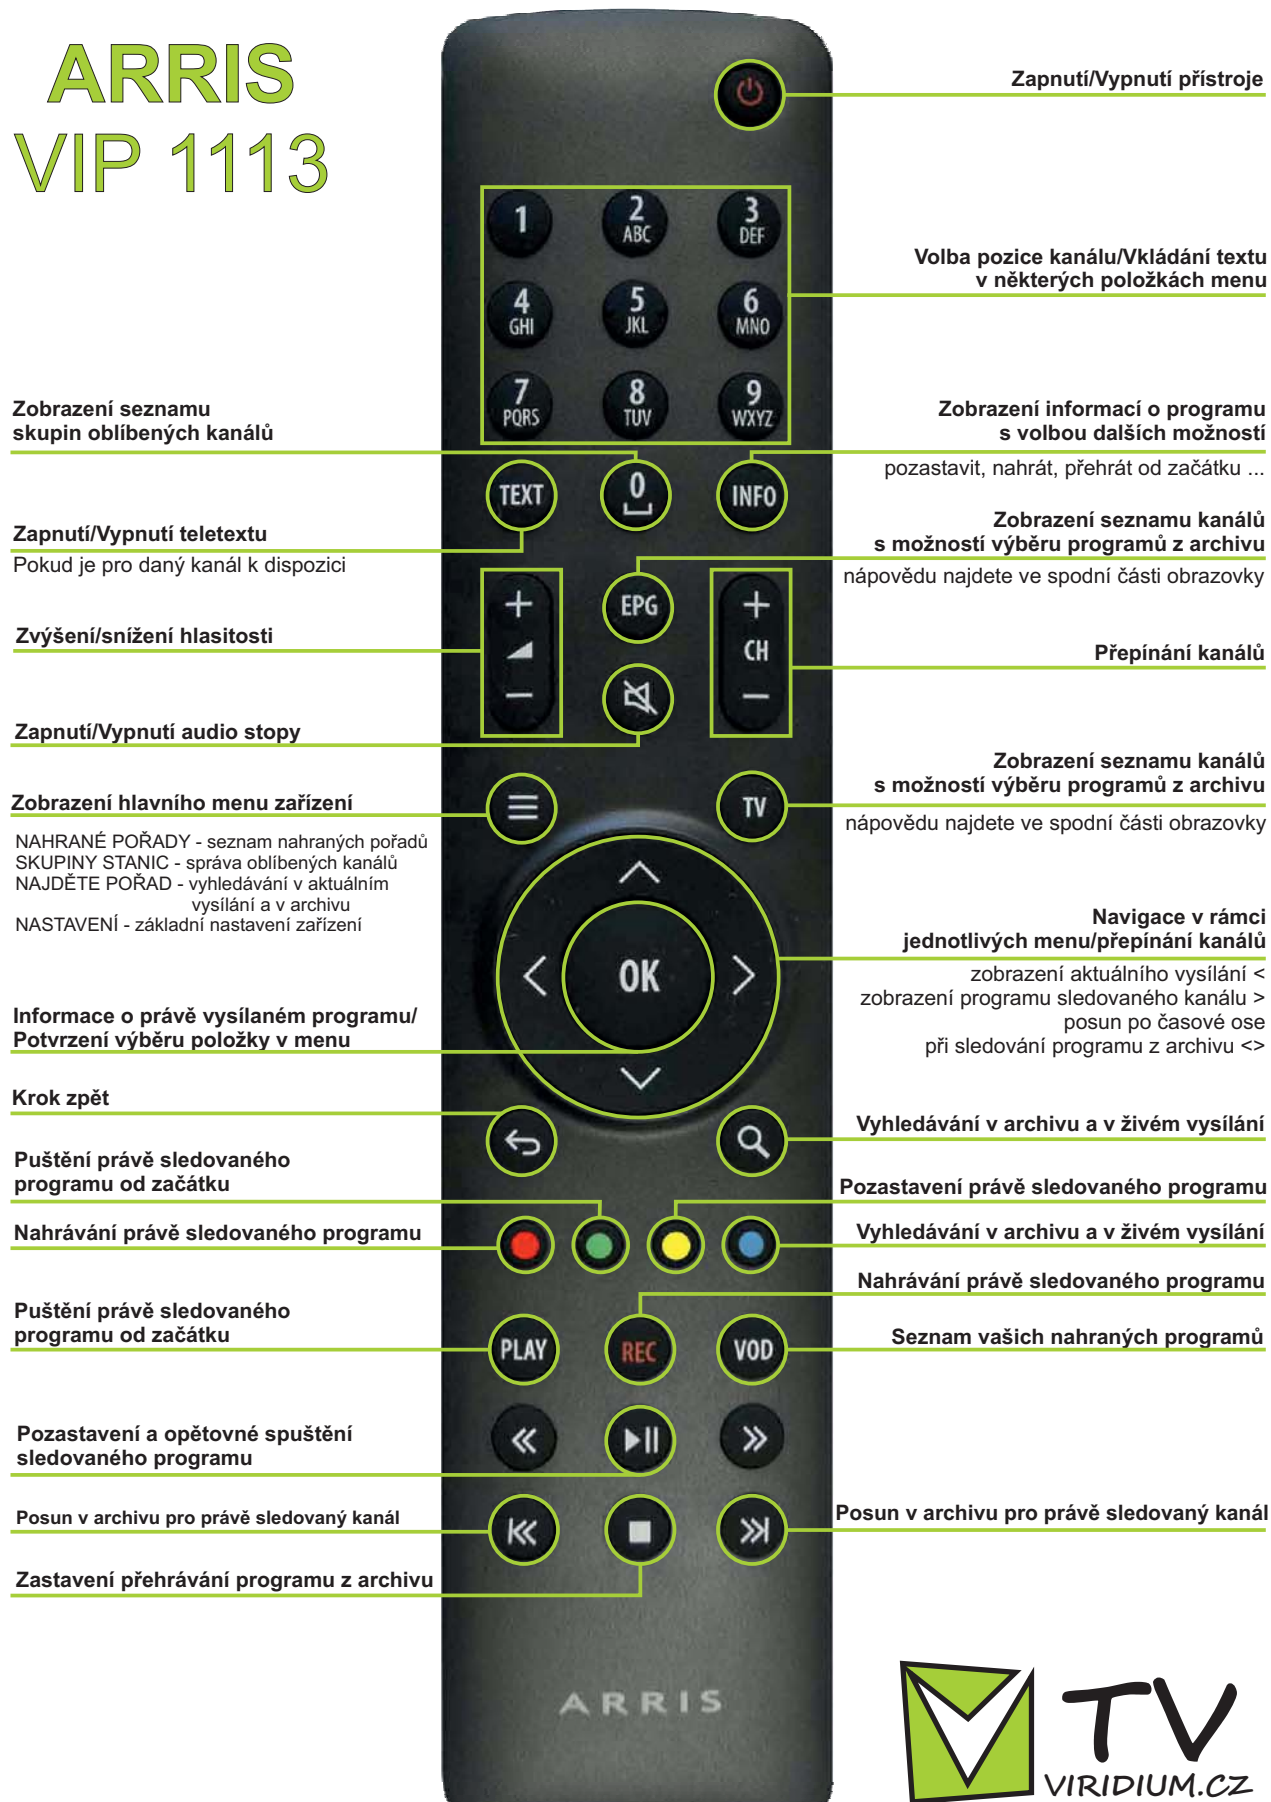 ARRIS
VIP 1113
Zapnutí/Vypnutí přístroje
1
2
ABC
3
DEF
Volba pozice kanálu/Vkládání textu
v některých položkách menu
4
GHI
5
JKL
6
MNO
7
PQRS
8
TUV
9
WXYZ
Zobrazení seznamu
skupin oblíbených kanálů
Zobrazení informací o programu
s volbou dalších možností
pozastavit, nahrát, přehrát od začátku ...
TEXT
0
INFO
Zapnutí/Vypnutí teletextu
Pokud je pro daný kanál k dispozici
Zobrazení seznamu kanálů
s možností výběru programů z archivu
nápovědu najdete ve spodní části obrazovky
+
EPG
+
Zvýšení/snížení hlasitosti
CH
Přepínání kanálů
−
−
Zapnutí/Vypnutí audio stopy
Zobrazení seznamu kanálů
s možností výběru programů z archivu
nápovědu najdete ve spodní části obrazovky
Zobrazení hlavního menu zařízení
TV
NAHRANÉ POŘADY - seznam nahraných pořadů
SKUPINY STANIC - správa oblíbených kanálů
NAJDĚTE POŘAD - vyhledávání v aktuálním
vysílání a v archivu
NASTAVENÍ - základní nastavení zařízení
Navigace v rámci
jednotlivých menu/přepínání kanálů
zobrazení aktuálního vysílání <
zobrazení programu sledovaného kanálu >
posun po časové ose
při sledování programu z archivu <>
OK
Informace o právě vysílaném programu/
Potvrzení výběru položky v menu
Krok zpět
Vyhledávání v archivu a v živém vysílání
Puštění právě sledovaného
programu od začátku
Pozastavení právě sledovaného programu
Nahrávání právě sledovaného programu
Vyhledávání v archivu a v živém vysílání
Nahrávání právě sledovaného programu
Puštění právě sledovaného
programu od začátku
Seznam vašich nahraných programů
PLAY
REC
VOD
Pozastavení a opětovné spuštění
sledovaného programu
Posun v archivu pro právě sledovaný kanál
Posun v archivu pro právě sledovaný kanál
Zastavení přehrávání programu z archivu
ARRIS
TV
VIRIDIUM.CZ